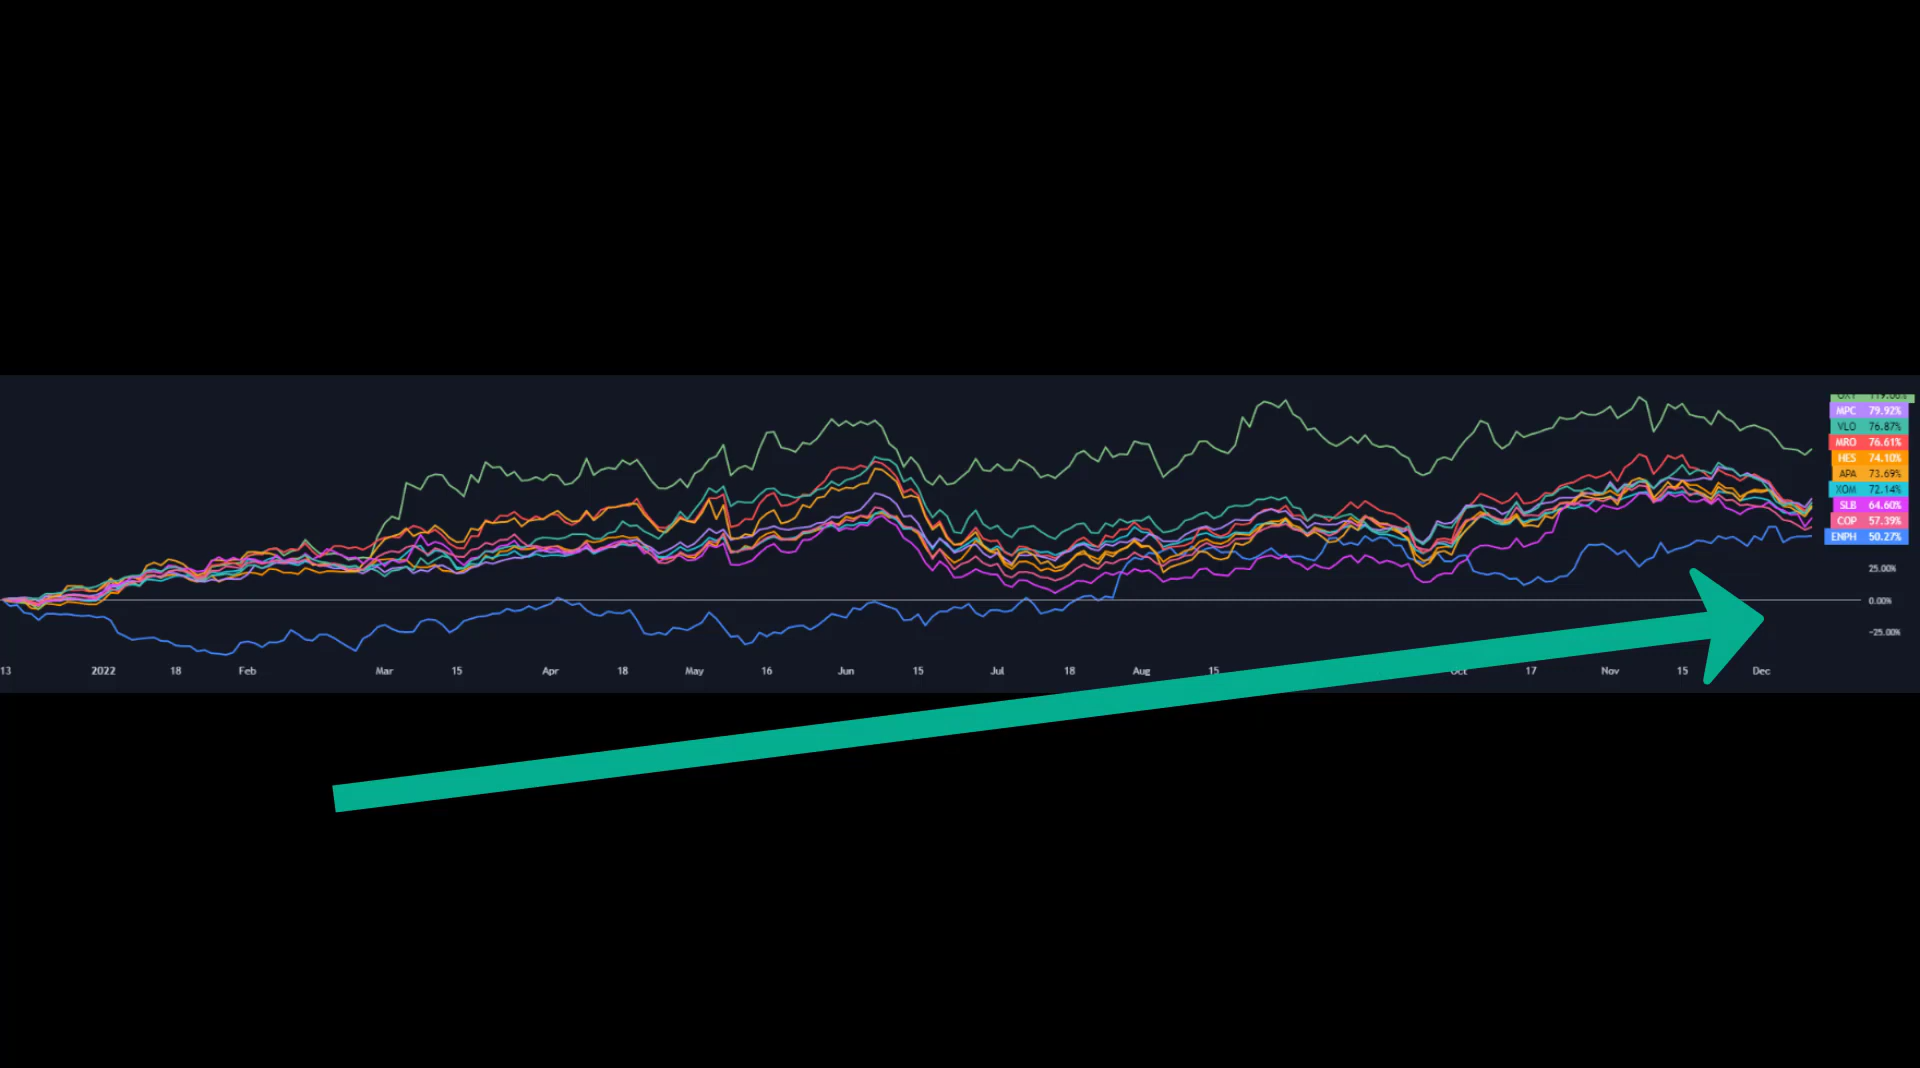 MPC 79.92%
VLO 76.87%
MRO 76.61%
HES 74.10%
APA 73.69%
XOM 72.14%
SLB 64.60%
COP 57.39%
ENPH 50.27%
25.00%
0.00%
-25.00%
13 2022 18 Feb Mar 15 Apr 18 May 16 Jun 15 Jul 18 Aug 15 Oct 17 Nov 15 Dec